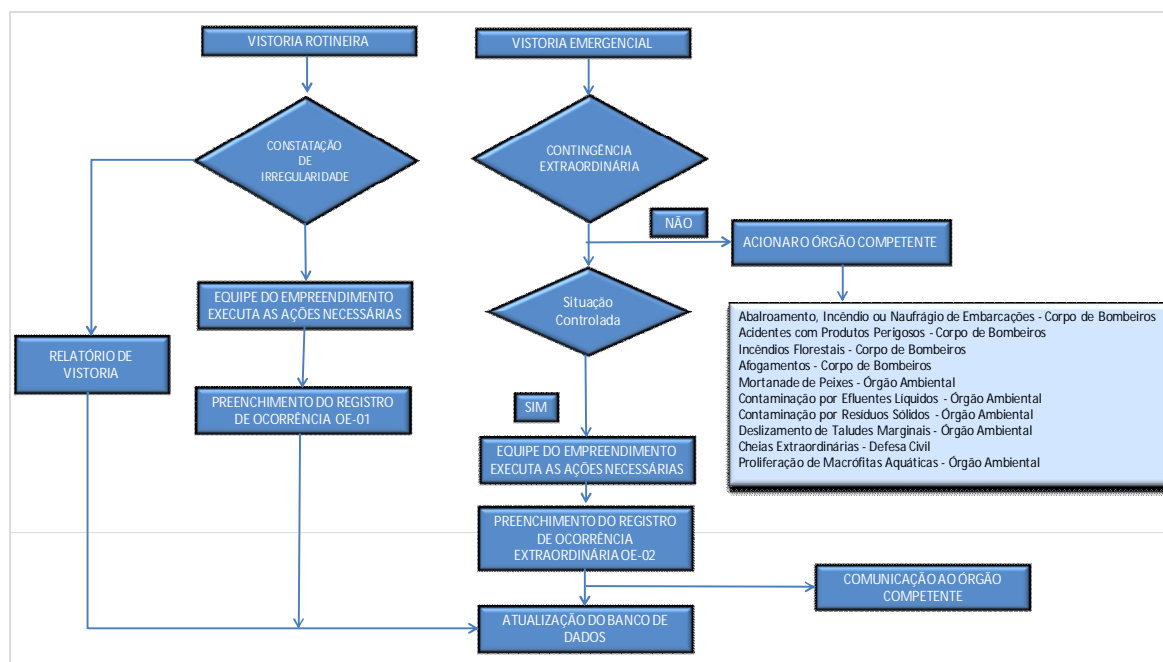 VISTORIA ROTINEIRA
VISTORIA EMERGENCIAL
CONSTATAÇÃO
DE
IRREGULARIDADE
CONTINGÊNCIA
EXTRAORDINÁRIA
NÃO
ACIONAR O ÓRGÃO COMPETENTE
EQUIPE DO EMPREENDIMENTO
EXECUTA AS AÇÕES NECESSÁRIAS
Situação
Controlada
Abalroamento, Incêndio ou Naufrágio de Embarcações - Corpo de Bombeiros
Acidentes com Produtos Perigosos - Corpo de Bombeiros
Incêndios Florestais - Corpo de Bombeiros
Afogamentos - Corpo de Bombeiros
Mortanade de Peixes - Órgão Ambiental
Contaminação por Efluentes Líquidos - Órgão Ambiental
Contaminação por Resíduos Sólidos - Órgão Ambiental
Deslizamento de Taludes Marginais - Órgão Ambiental
Cheias Extraordinárias - Defesa Civil
Proliferação de Macrófitas Aquáticas - Órgão Ambiental
RELATÓRIO DE
VISTORIA
PREENCHIMENTO DO REGISTRO
DE OCORRÊNCIA OE-01
SIM
EQUIPE DO EMPREENDIMENTO
EXECUTA AS AÇÕES NECESSÁRIAS
PREENCHIMENTO DO REGISTRO
DE OCORRÊNCIA
EXTRAORDINÁRIA OE-02
COMUNICAÇÃO AO ÓRGÃO
COMPETENTE
ATUALIZAÇÃO DO BANCO DE
DADOS